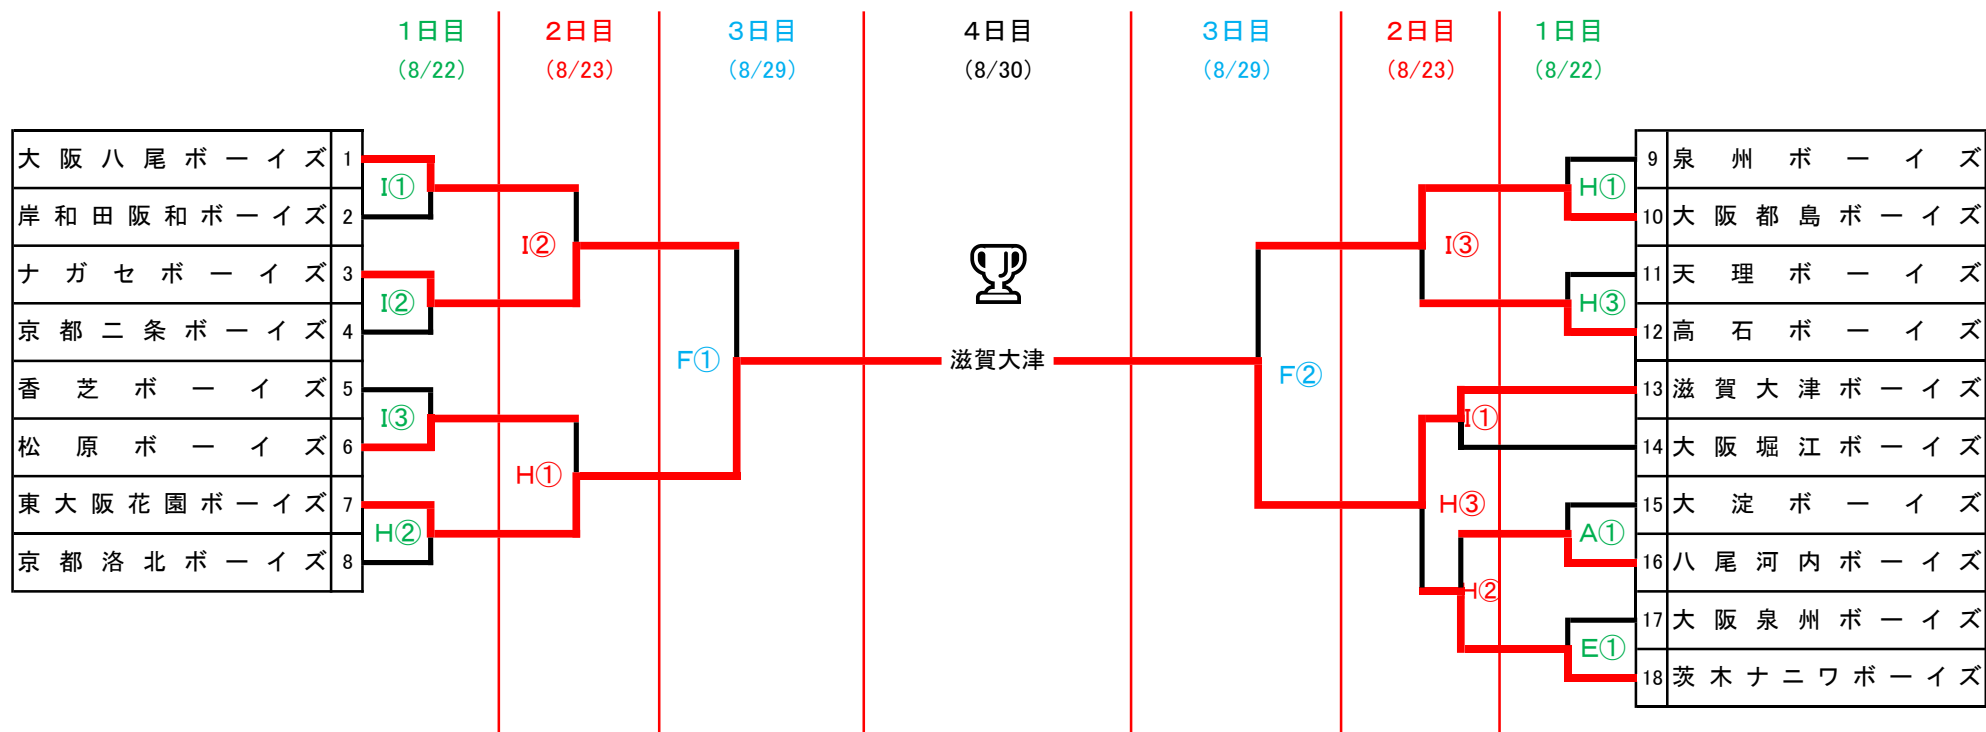 １日目 ２日目 ３日目 ４日目 ３日目 ２日目 １日目
(8/22) (8/23) (8/29) (8/30) (8/29) (8/23) (8/22)
大阪八尾ボーイズ 1
岸和田阪和ボーイズ 2
ナガセボーイズ 3
京都二条ボーイズ 4
香芝ボーイズ 5
松原ボーイズ 6
東大阪花園ボーイズ 7
京都洛北ボーイズ 8
I①
I②
I③
H②
I②
H①
F①
滋賀大津
F②
I③
I①
H③
H②
H①
H③
A①
E①
9 泉州ボーイズ
10 大阪都島ボーイズ
11 天理ボーイズ
12 高石ボーイズ
13 滋賀大津ボーイズ
14 大阪堀江ボーイズ
15 大淀ボーイズ
16 八尾河内ボーイズ
17 大阪泉州ボーイズ
18 茨木ナニワボーイズ